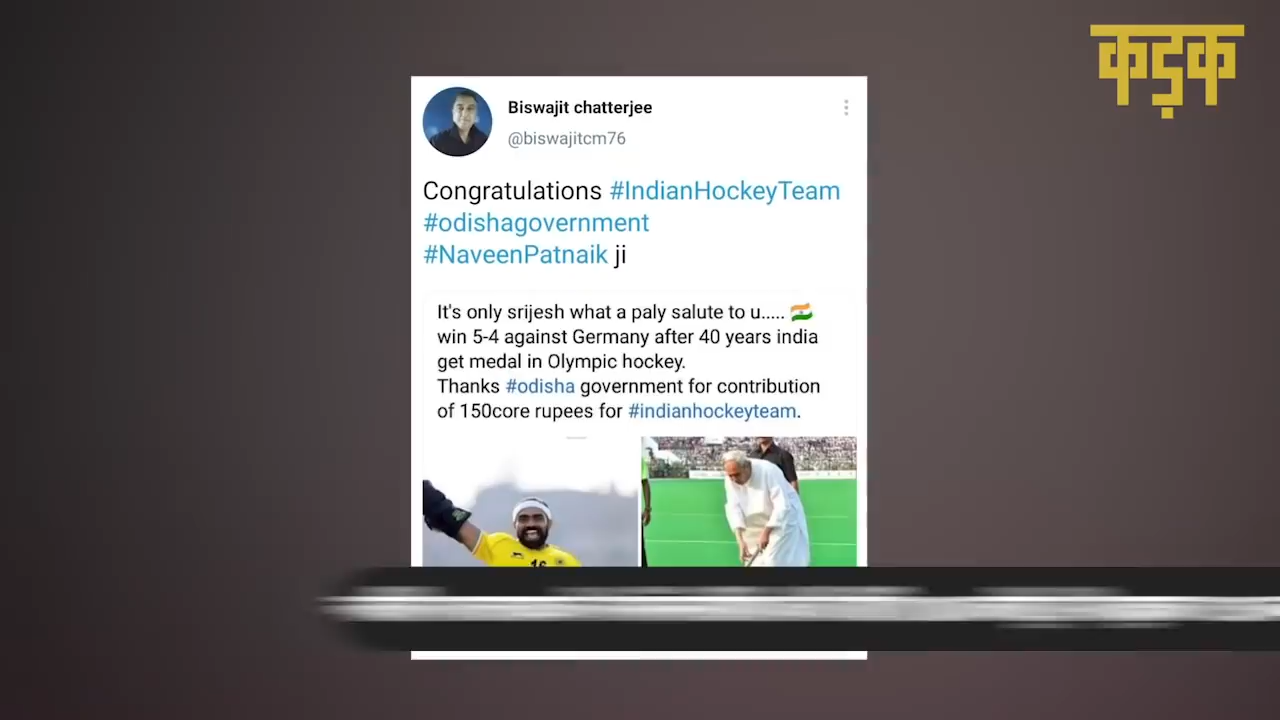 कड़क
Biswajit chatterjee
@biswajitcm76
Congratulations #IndianHockeyTeam
#odishagovernment
#NaveenPatnaik ji
It's only srijesh what a paly salute to u..... 🇮🇳
win 5-4 against Germany after 40 years india
get medal in Olympic hockey.
Thanks #odisha government for contribution
of 150core rupees for #indianhockeyteam.
16